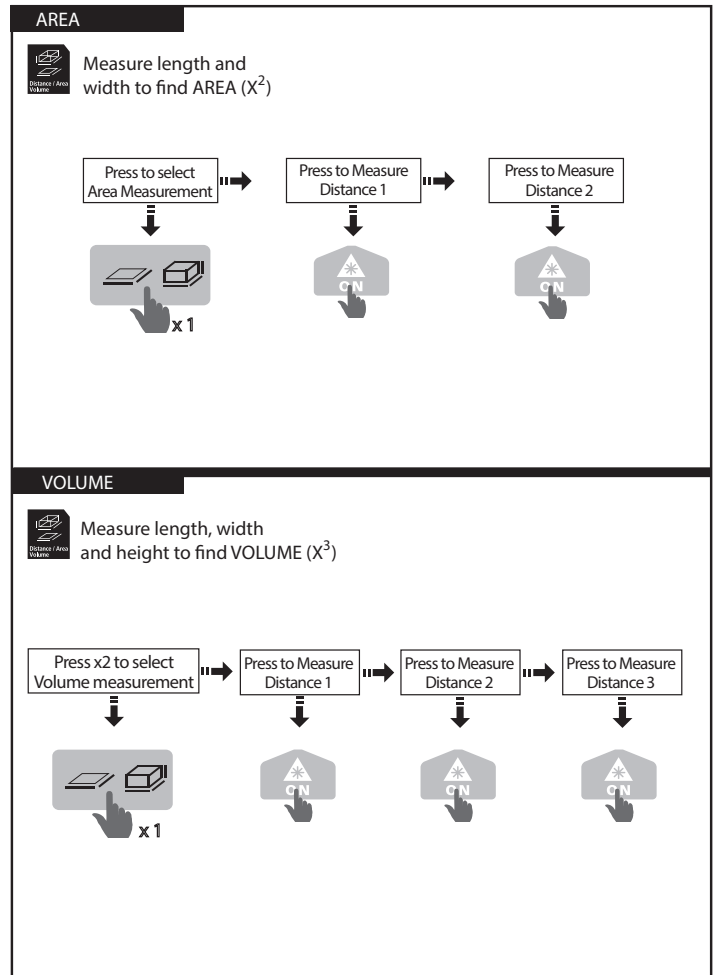 AREA
Distance / Area
Volume
Measure length and
width to find AREA (X²)
Press to select
Area Measurement
Press to Measure
Distance 1
Press to Measure
Distance 2
x 1
ON
ON
VOLUME
Distance / Area
Volume
Measure length, width
and height to find VOLUME (X³)
Press x2 to select
Volume measurement
Press to Measure
Distance 1
Press to Measure
Distance 2
Press to Measure
Distance 3
x 1
ON
ON
ON